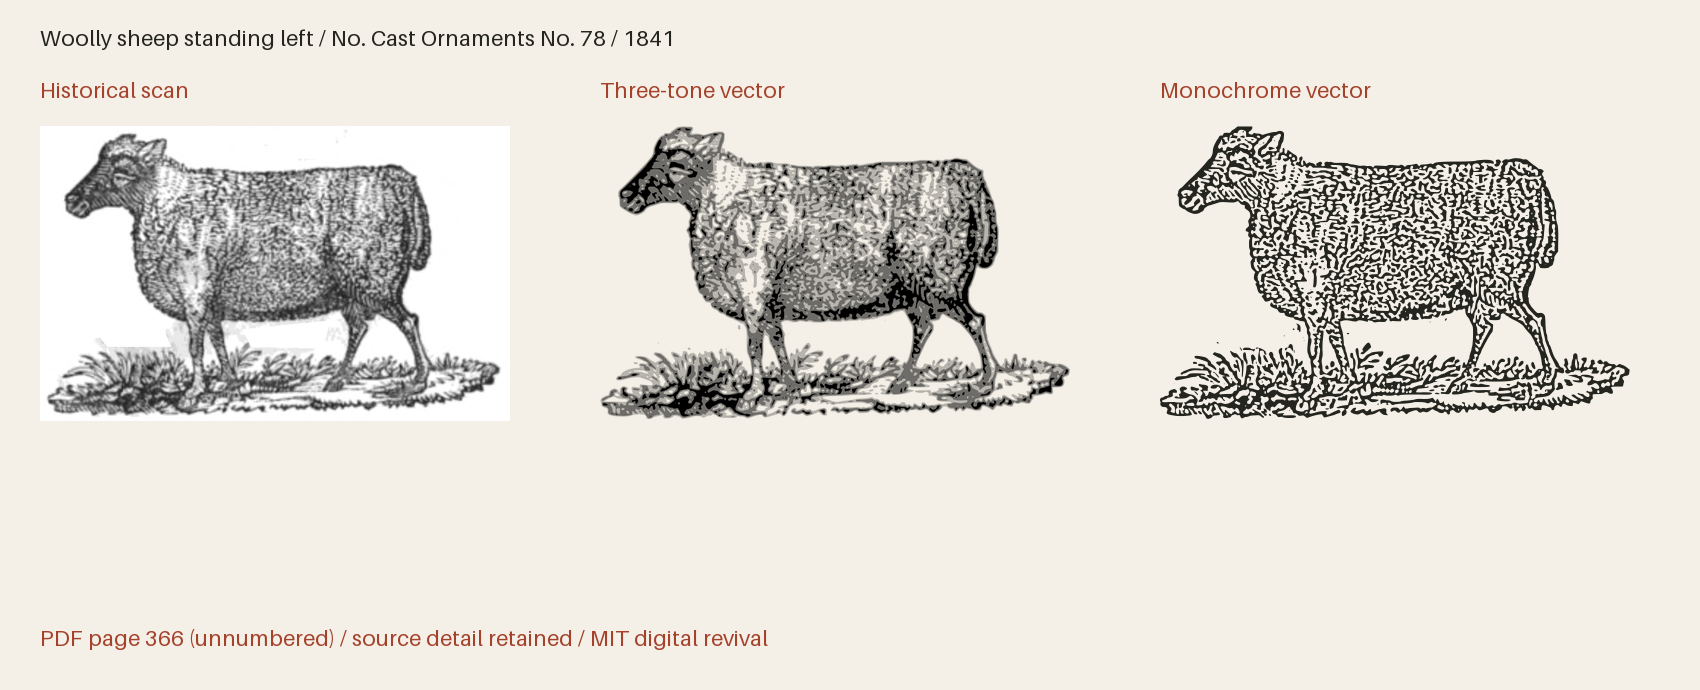 Woolly sheep standing left / No. Cast Ornaments No. 78 / 1841
Historical scan
Three-tone vector
Monochrome vector
PDF page 366 (unnumbered) / source detail retained / MIT digital revival